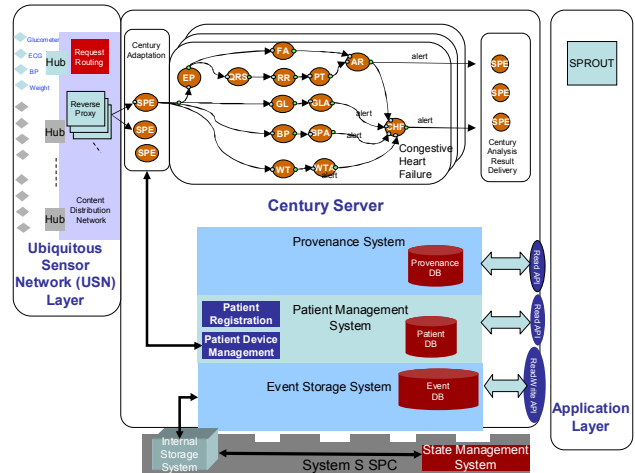 Glucometer
ECG
BP
Weight
Hub
Request
Routing
Reverse
Proxy
Hub
Hub
Content
Distribution
Network
Ubiquitous
Sensor
Network (USN)
Layer
Century
Adaptation
SPE
SPE
SPE
EP
FA
QRS
RR
PT
AR
GL
GLA
BP
BPA
WT
WTA
CHF
alert
alert
alert
alert
Congestive
Heart
Failure
SPE
SPE
SPE
Century
Analysis
Result
Delivery
Century Server
Provenance System
Provenance
DB
Read API
Patient
Registration
Patient Device
Management
Patient Management
System
Patient
DB
Read API
Event Storage System
Event
DB
Read/Write API
Internal
Storage
System
System S SPC
State Management
System
SPROUT
Application
Layer